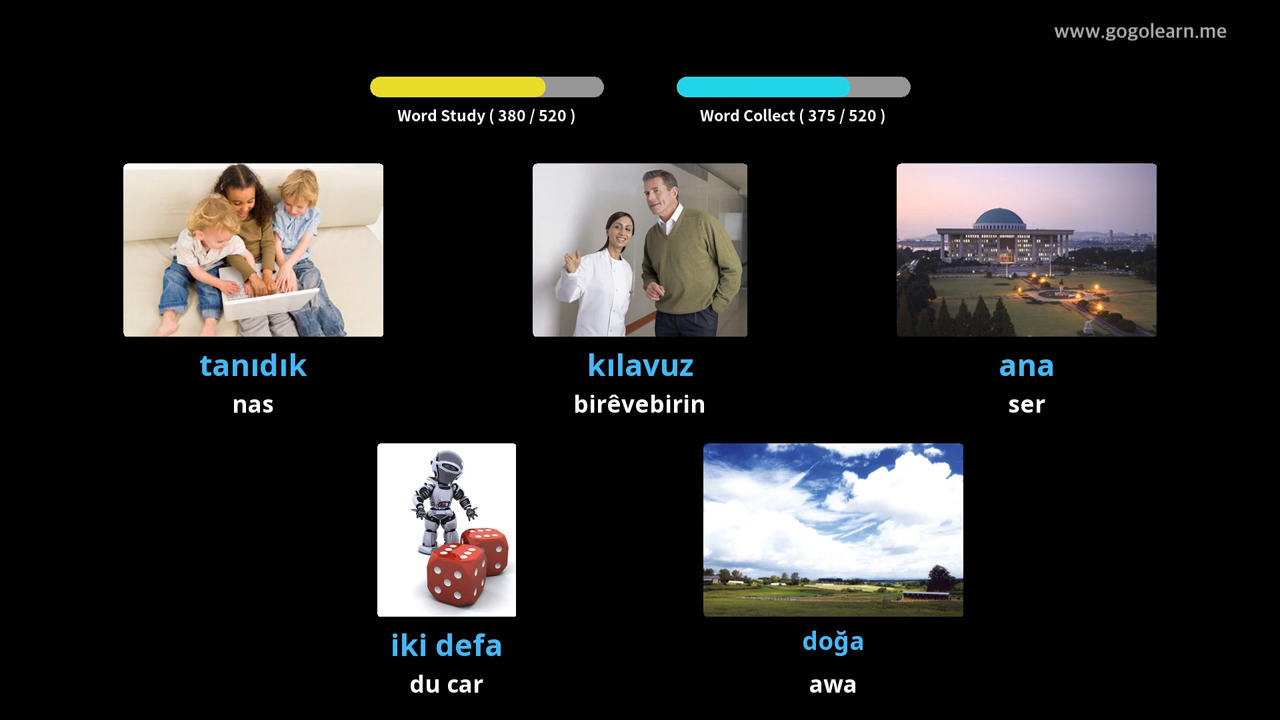 www.gogolearn.me
Word Study ( 380 / 520 )
Word Collect ( 375 / 520 )
tanıdık
nas
kılavuz
birêvebirin
ana
ser
iki defa
du car
doğa
awa